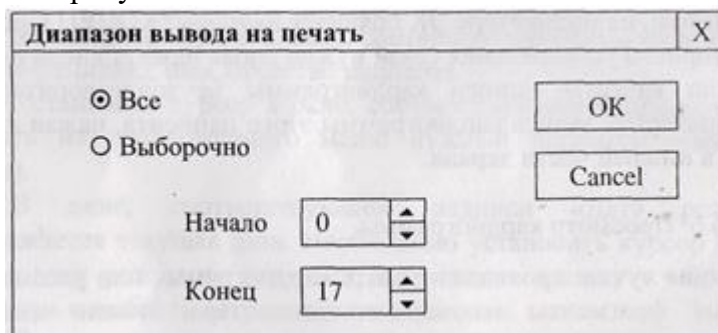 Диапазон вывода на печать X
Все
OK
Выборочно
Cancel
Начало 0
Конец 17